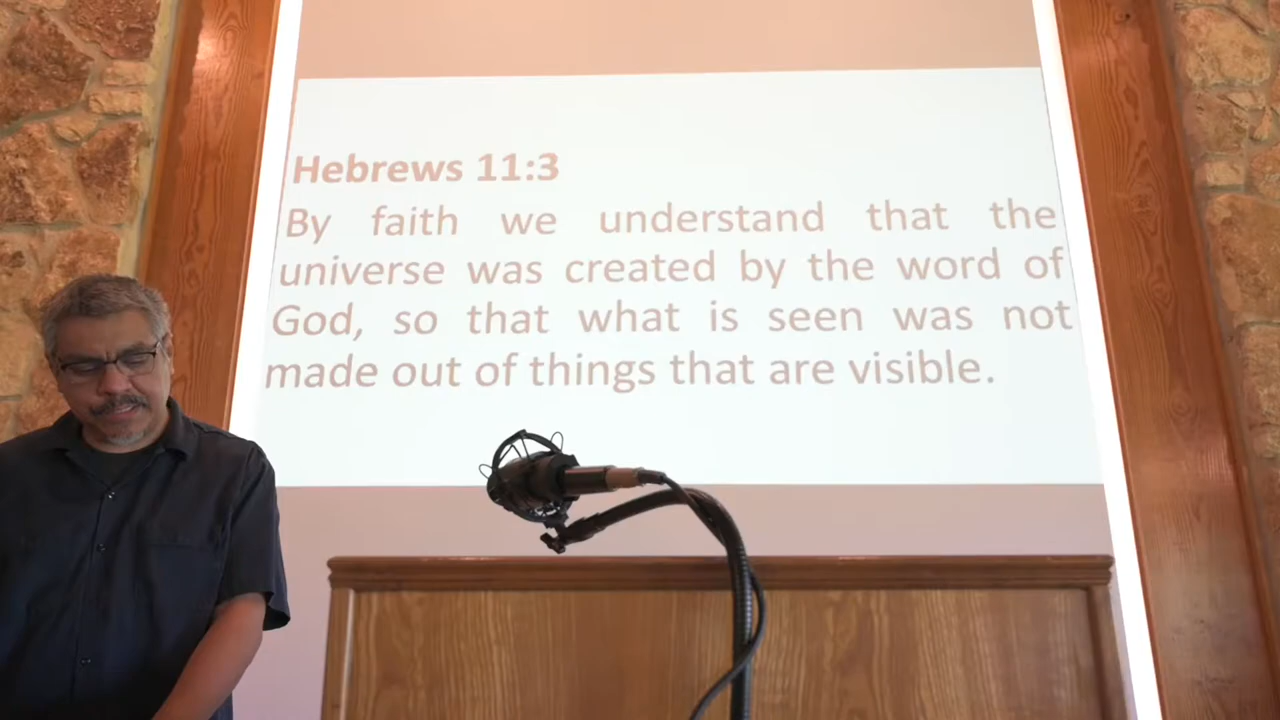 Hebrews 11:3
By faith we understand that the
universe was created by the word of
God, so that what is seen was not
made out of things that are visible.